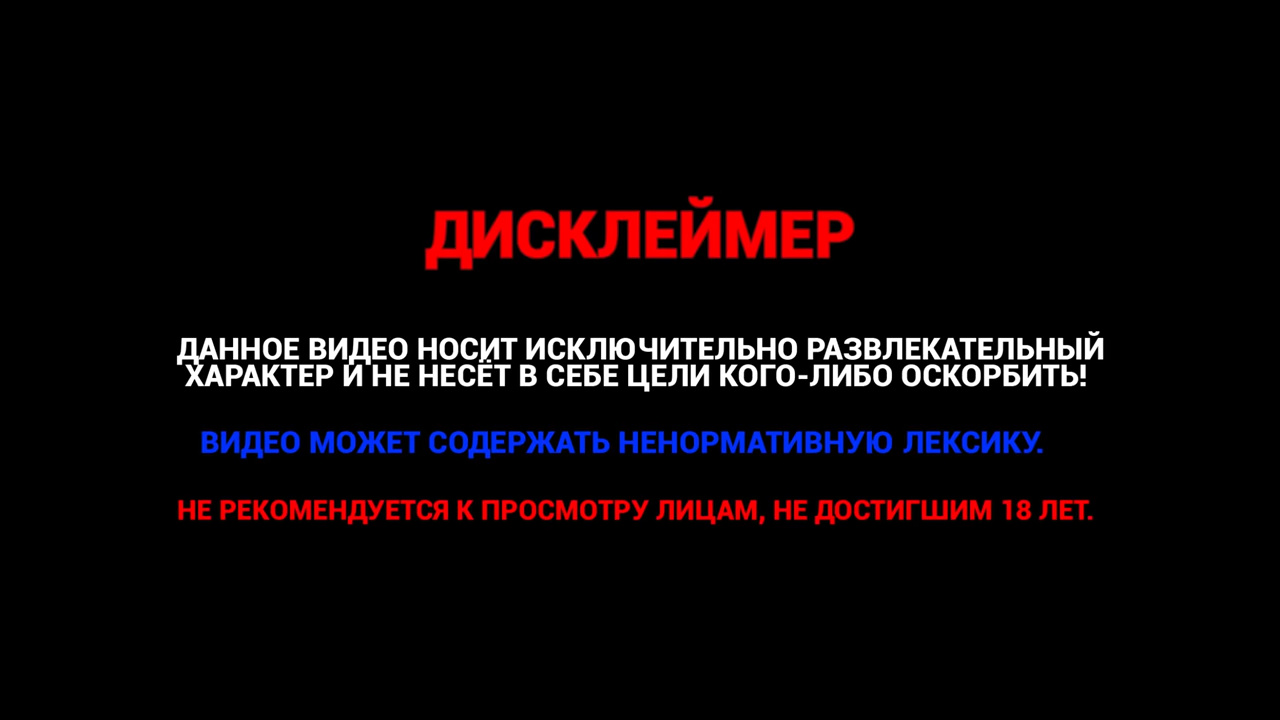 ДИСКЛЕЙМЕР
ДАННОЕ ВИДЕО НОСИТ ИСКЛЮЧИТЕЛЬНО РАЗВЛЕКАТЕЛЬНЫЙ
ХАРАКТЕР И НЕ НЕСЁТ В СЕБЕ ЦЕЛИ КОГО-ЛИБО ОСКОРБИТЬ!
ВИДЕО МОЖЕТ СОДЕРЖАТЬ НЕНОРМАТИВНУЮ ЛЕКСИКУ.
НЕ РЕКОМЕНДУЕТСЯ К ПРОСМОТРУ ЛИЦАМ, НЕ ДОСТИГШИМ 18 ЛЕТ.